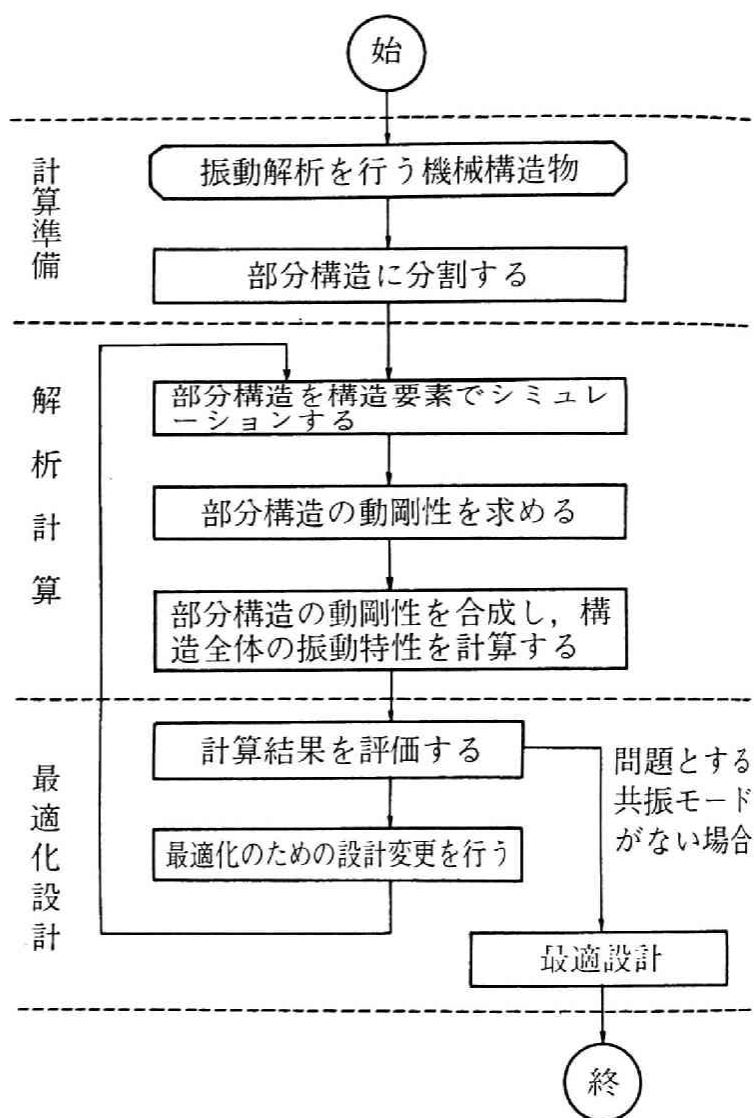 始
計算準備
振動解析を行う機械構造物
部分構造に分割する
解析計算
部分構造を構造要素でシミュレ
ーションする
部分構造の動剛性を求める
部分構造の動剛性を合成し，構
造全体の振動特性を計算する
最適化設計
計算結果を評価する
問題とする
共振モード
がない場合
最適化のための設計変更を行う
最適設計
終